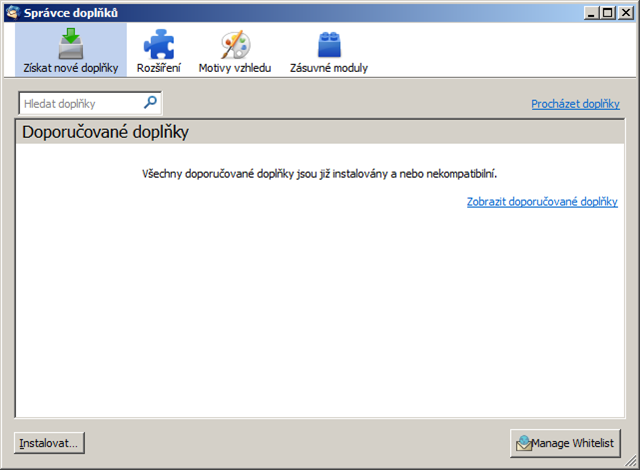 Správce doplňků
Získat nové doplňky Rozšíření Motivy vzhledu Zásuvné moduly
Hledat doplňky Procházet doplňky
Doporučované doplňky
Všechny doporučované doplňky jsou již instalovány a nebo nekompatibilní.
Zobrazit doporučované doplňky
Instalovat... Manage Whitelist